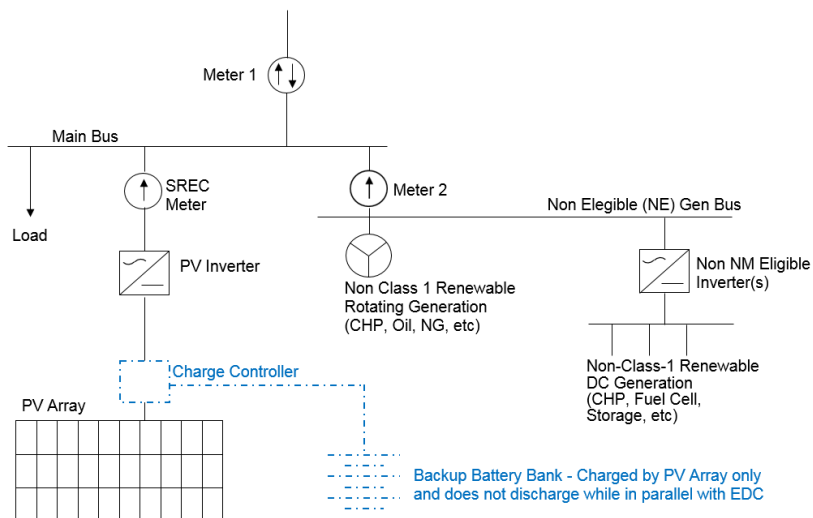 Meter 1
Main Bus
SREC
Meter
Meter 2
Non Elegible (NE) Gen Bus
Load
PV Inverter
Non NM Eligible
Inverter(s)
Non Class 1 Renewable
Rotating Generation
(CHP, Oil, NG, etc)
Charge Controller
Non-Class-1 Renewable
DC Generation
(CHP, Fuel Cell,
Storage, etc)
PV Array
Backup Battery Bank - Charged by PV Array only
and does not discharge while in parallel with EDC